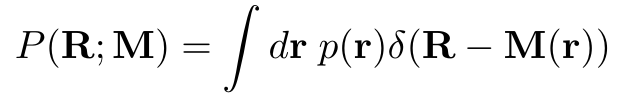 P(𝐑; 𝐌) = ∫ d𝐫 p(𝐫)δ(𝐑 − 𝐌(𝐫))